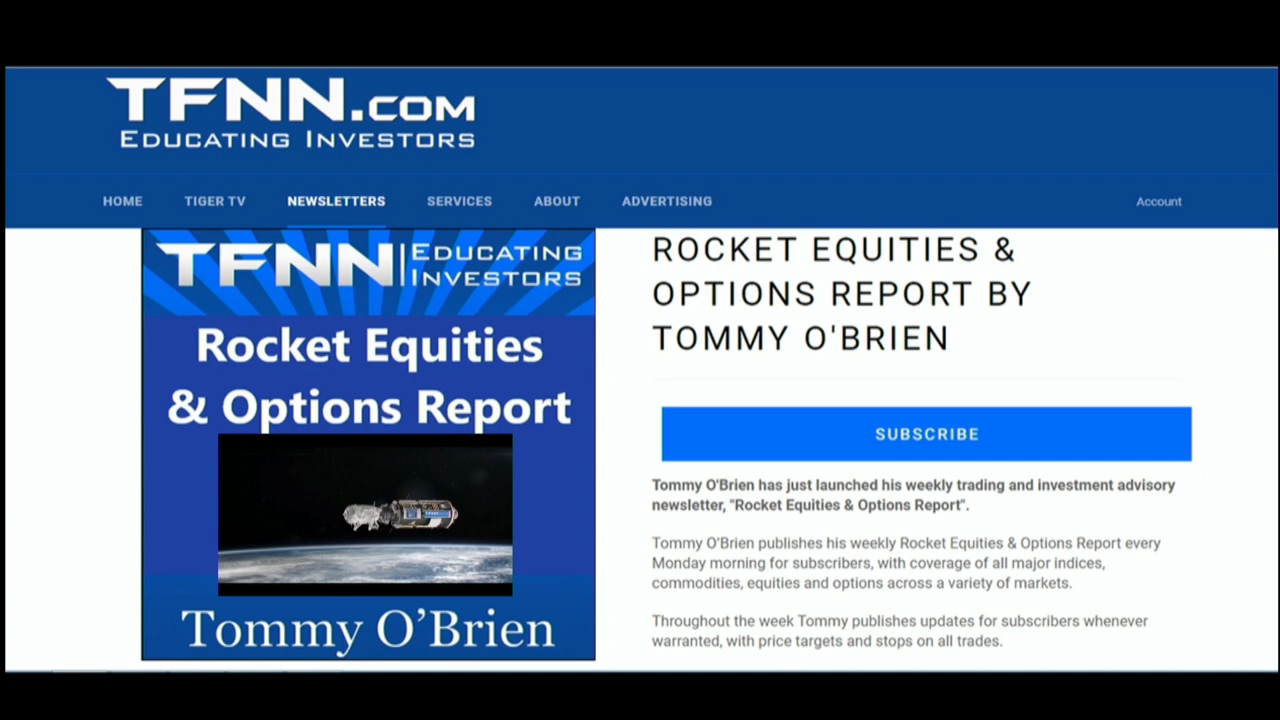 TFNN.COM
EDUCATING INVESTORS
HOME TIGER TV NEWSLETTERS SERVICES ABOUT ADVERTISING Account
TFNN | EDUCATING
INVESTORS
Rocket Equities
& Options Report
Tommy O’Brien
ROCKET EQUITIES &
OPTIONS REPORT BY
TOMMY O'BRIEN
SUBSCRIBE
Tommy O'Brien has just launched his weekly trading and investment advisory
newsletter, "Rocket Equities & Options Report".
Tommy O'Brien publishes his weekly Rocket Equities & Options Report every
Monday morning for subscribers, with coverage of all major indices,
commodities, equities and options across a variety of markets.
Throughout the week Tommy publishes updates for subscribers whenever
warranted, with price targets and stops on all trades.